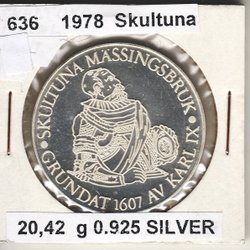 636 1978 Skultuna
· SKULTUNA MÄSSINGSBRUK ·
GRUNDAT 1607 AV KARL IX
20,42 g 0.925 SILVER